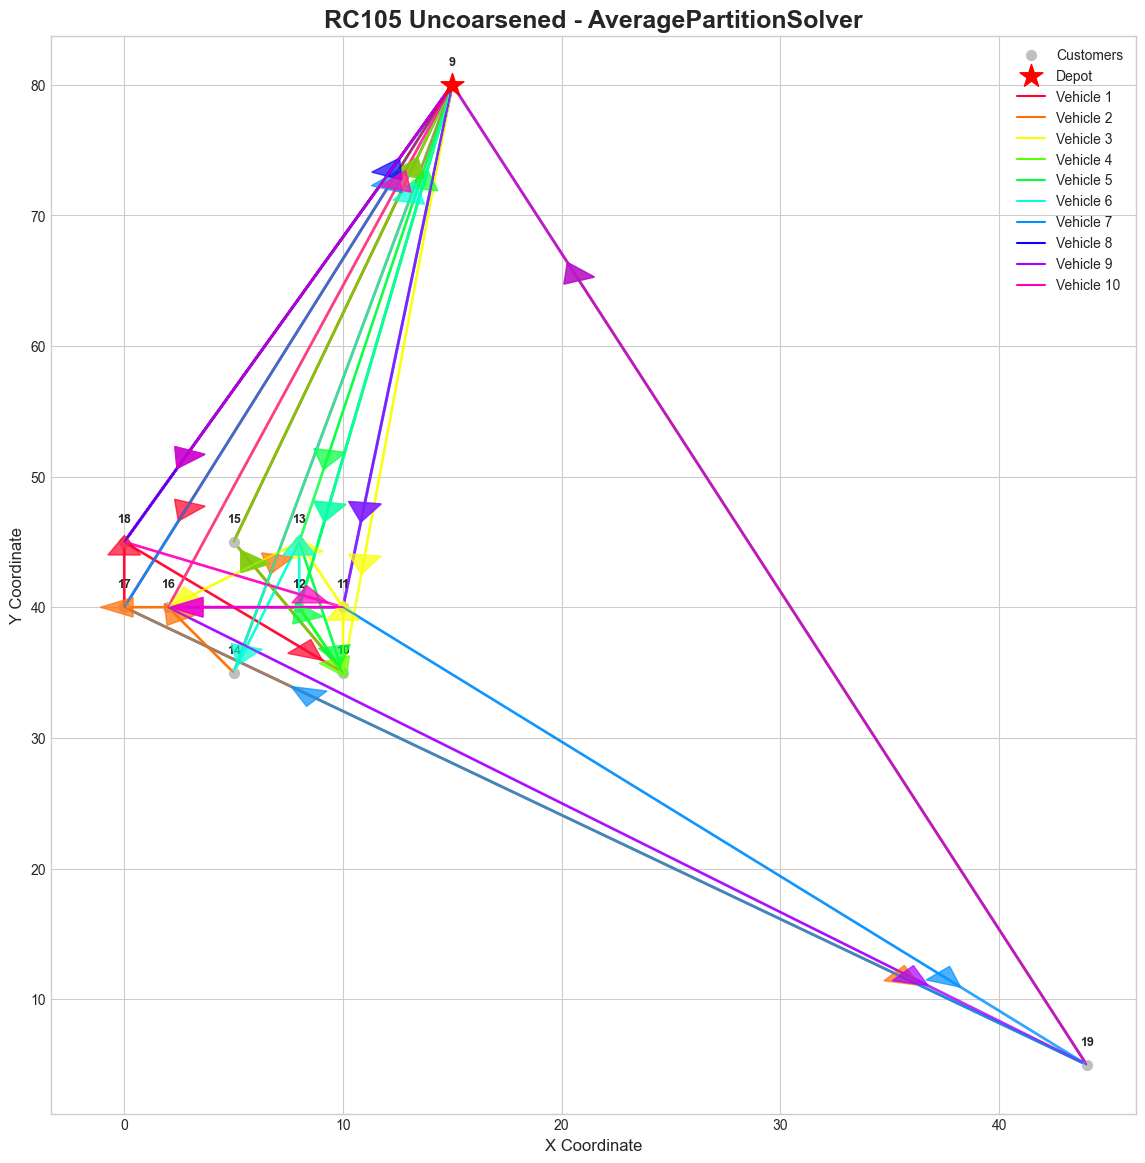 RC105 Uncoarsened - AveragePartitionSolver
9
Customers
Depot
Vehicle 1
Vehicle 2
Vehicle 3
Vehicle 4
Vehicle 5
Vehicle 6
Vehicle 7
Vehicle 8
Vehicle 9
Vehicle 10
80
70
60
50
40
30
20
10
Y Coordinate
18
15
13
17
16
12
11
14
10
19
0
10
20
30
40
X Coordinate